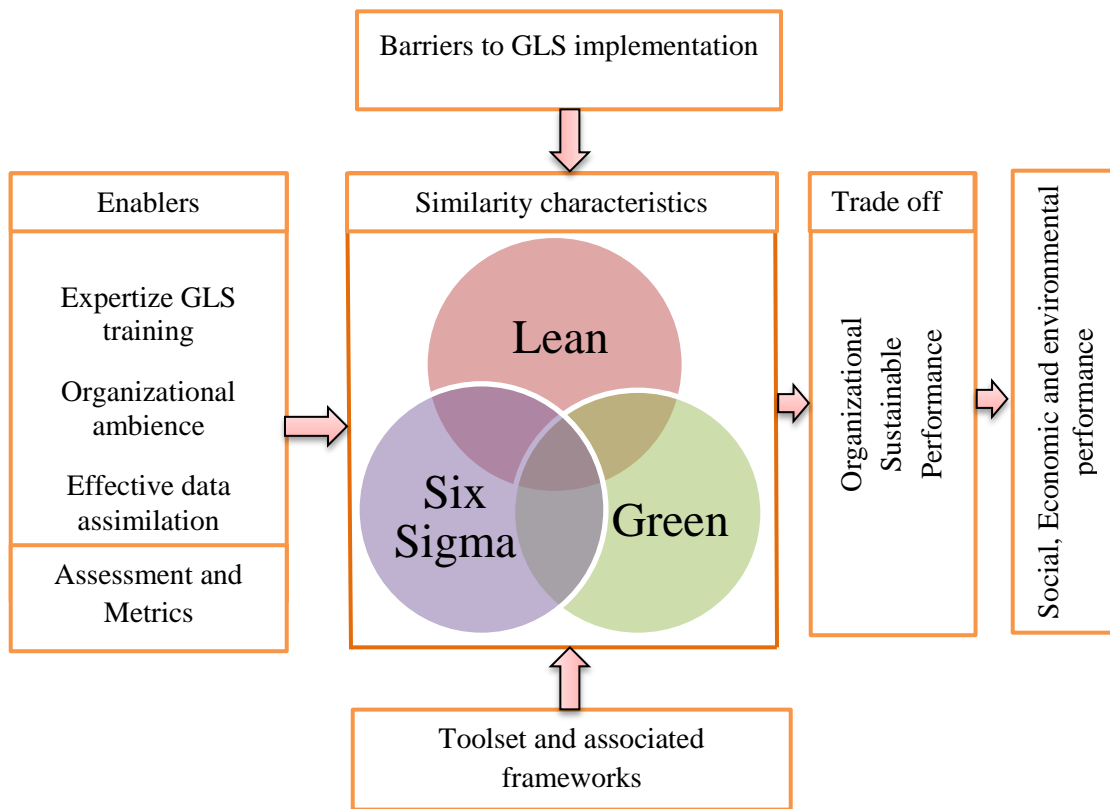 Barriers to GLS implementation
Enablers
Expertize GLS
training
Organizational
ambience
Effective data
assimilation
Assessment and
Metrics
Similarity characteristics
Lean
Six
Sigma
Green
Trade off
Organizational
Sustainable
Performance
Social, Economic and environmental
performance
Toolset and associated
frameworks